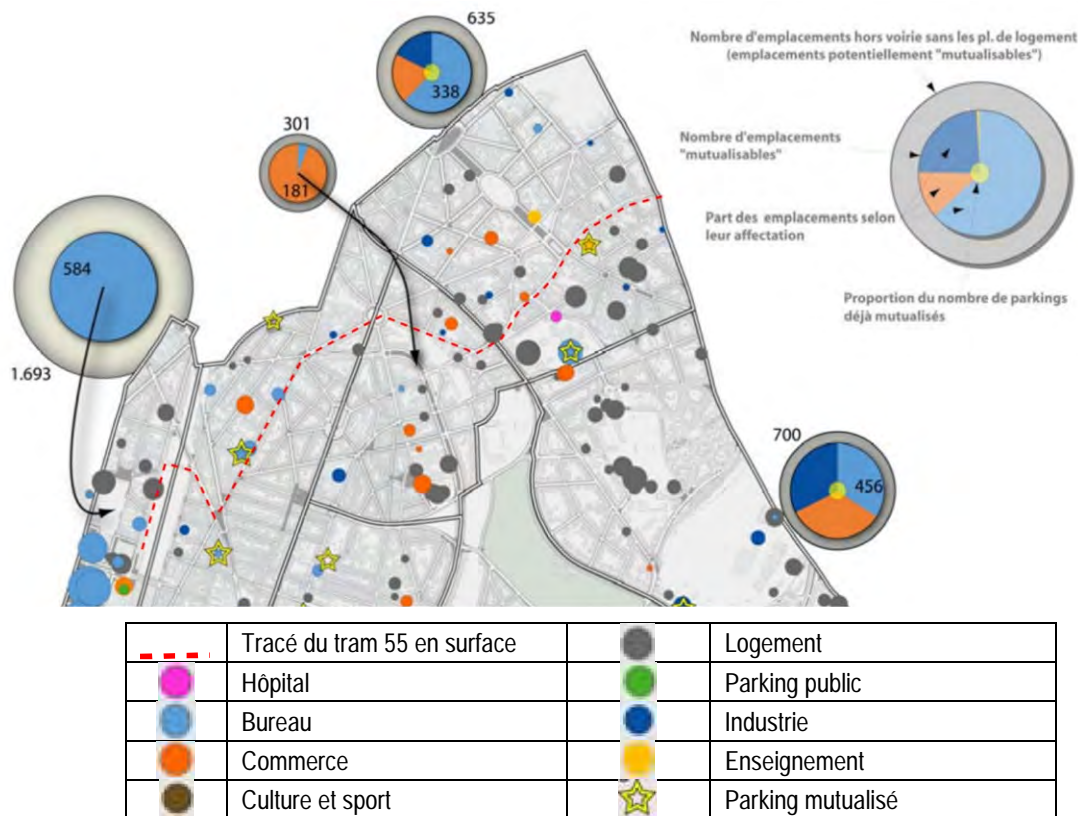 635
338
301
181
584
1.693
700
456
Nombre d'emplacements hors voirie sans les pl. de logement
(emplacements potentiellement "mutualisables")
Nombre d'emplacements
"mutualisables"
Part des emplacements selon
leur affectation
Proportion du nombre de parkings
déjà mutualisés
Tracé du tram 55 en surface
Logement
Hôpital
Parking public
Bureau
Industrie
Commerce
Enseignement
Culture et sport
Parking mutualisé